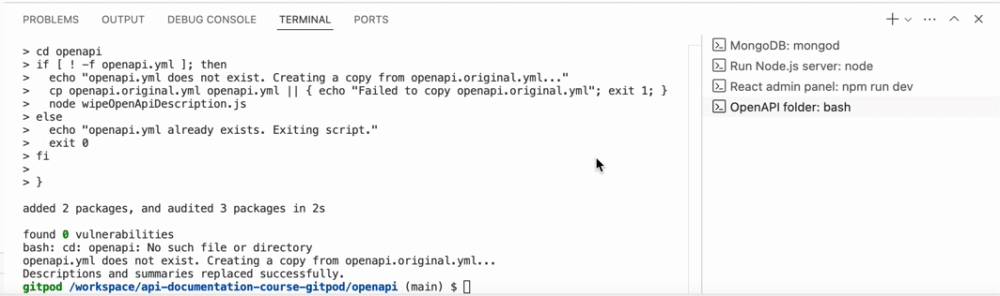 PROBLEMS OUTPUT DEBUG CONSOLE TERMINAL PORTS
> cd openapi
> if [ ! -f openapi.yml ]; then
>   echo "openapi.yml does not exist. Creating a copy from openapi.original.yml..."
>   cp openapi.original.yml openapi.yml || { echo "Failed to copy openapi.original.yml"; exit 1; }
>   node wipeOpenApiDescription.js
> else
>   echo "openapi.yml already exists. Exiting script."
>   exit 0
> fi
>
> }
added 2 packages, and audited 3 packages in 2s
found 0 vulnerabilities
bash: cd: openapi: No such file or directory
openapi.yml does not exist. Creating a copy from openapi.original.yml...
Descriptions and summaries replaced successfully.
gitpod /workspace/api-documentation-course-gitpod/openapi (main) $
MongoDB: mongod
Run Node.js server: node
React admin panel: npm run dev
OpenAPI folder: bash